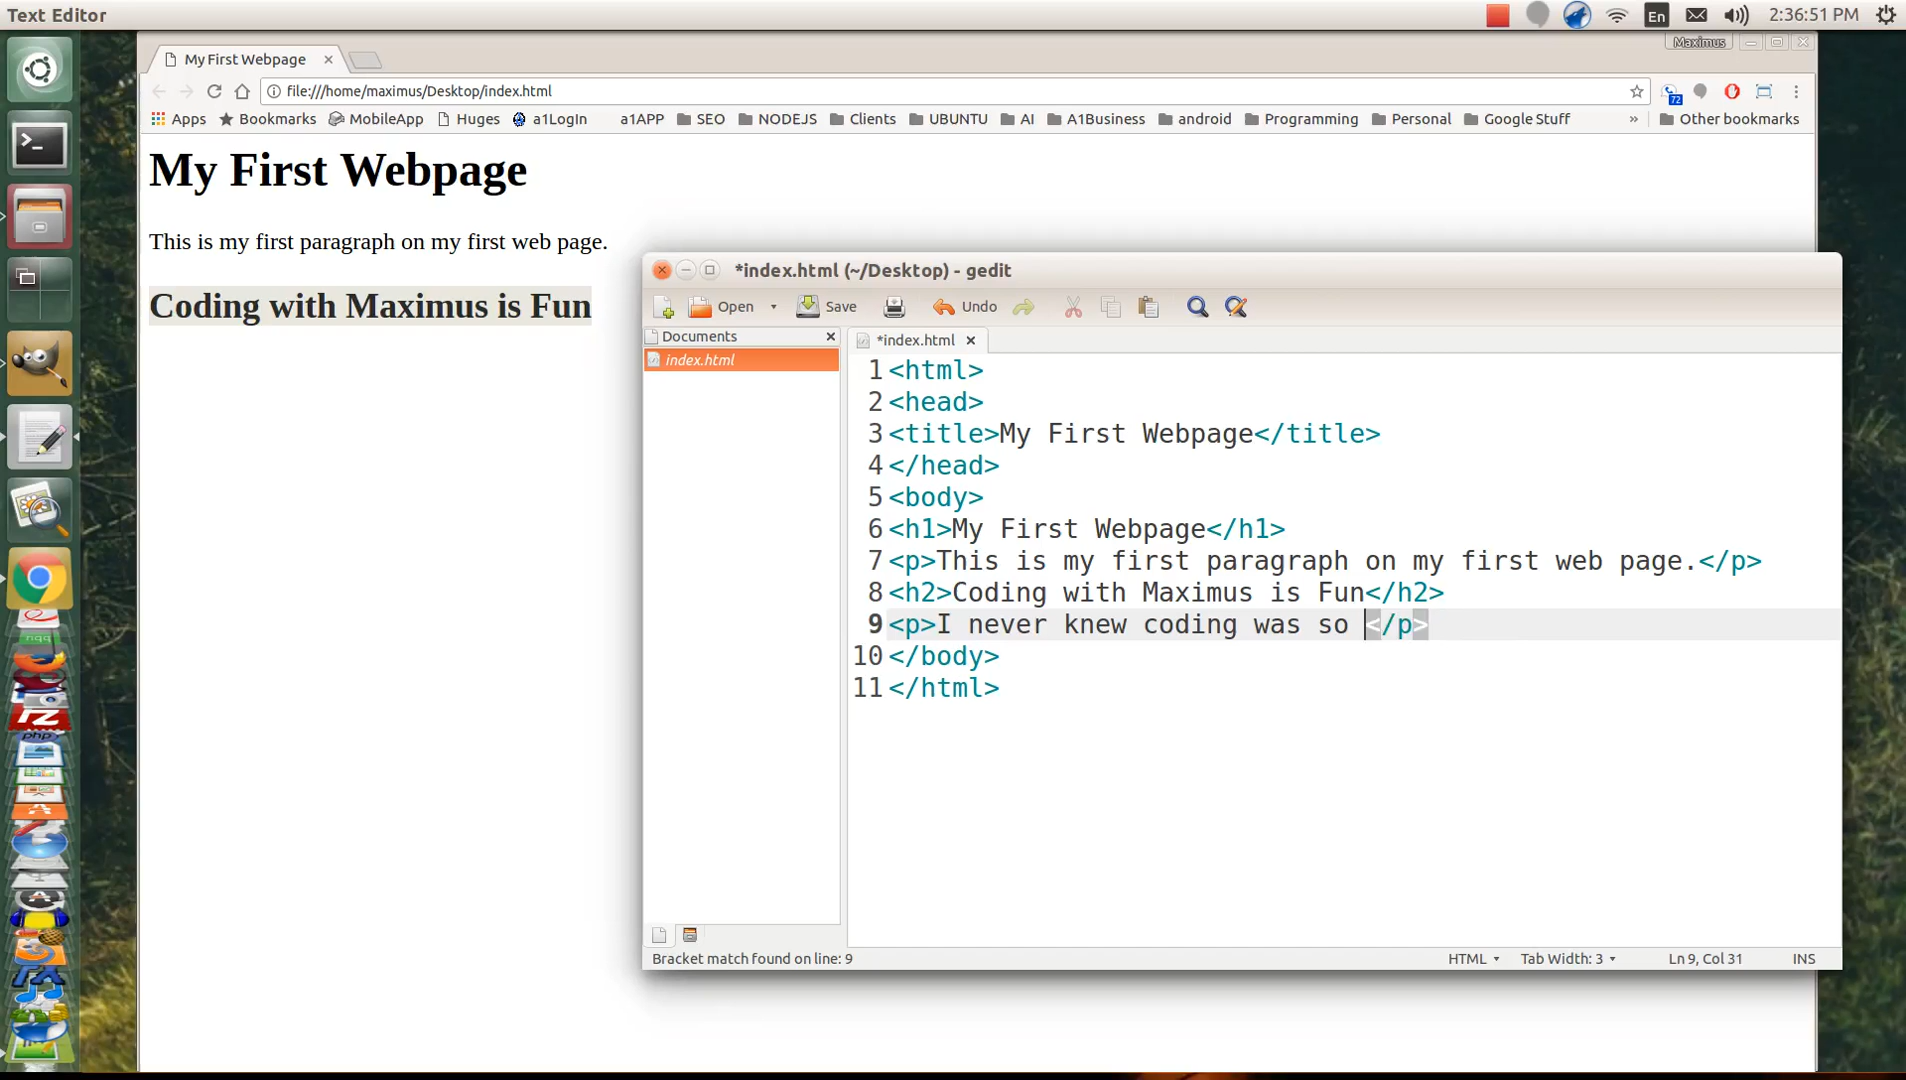 Text Editor
En
2:36:51 PM
My First Webpage
Maximus
file:///home/maximus/Desktop/index.html
72
Apps Bookmarks MobileApp Huges a1Login a1APP SEO NODEJS Clients UBUNTU AI A1Business android Programming Personal Google Stuff » Other bookmarks
My First Webpage
This is my first paragraph on my first web page.
Coding with Maximus is Fun
*index.html (~/Desktop) - gedit
Open Save Undo
Documents
index.html
*index.html
1 <html>
2 <head>
3 <title>My First Webpage</title>
4 </head>
5 <body>
6 <h1>My First Webpage</h1>
7 <p>This is my first paragraph on my first web page.</p>
8 <h2>Coding with Maximus is Fun</h2>
9 <p>I never knew coding was so </p>
10 </body>
11 </html>
Bracket match found on line: 9
HTML Tab Width: 3 Ln 9, Col 31 INS
php